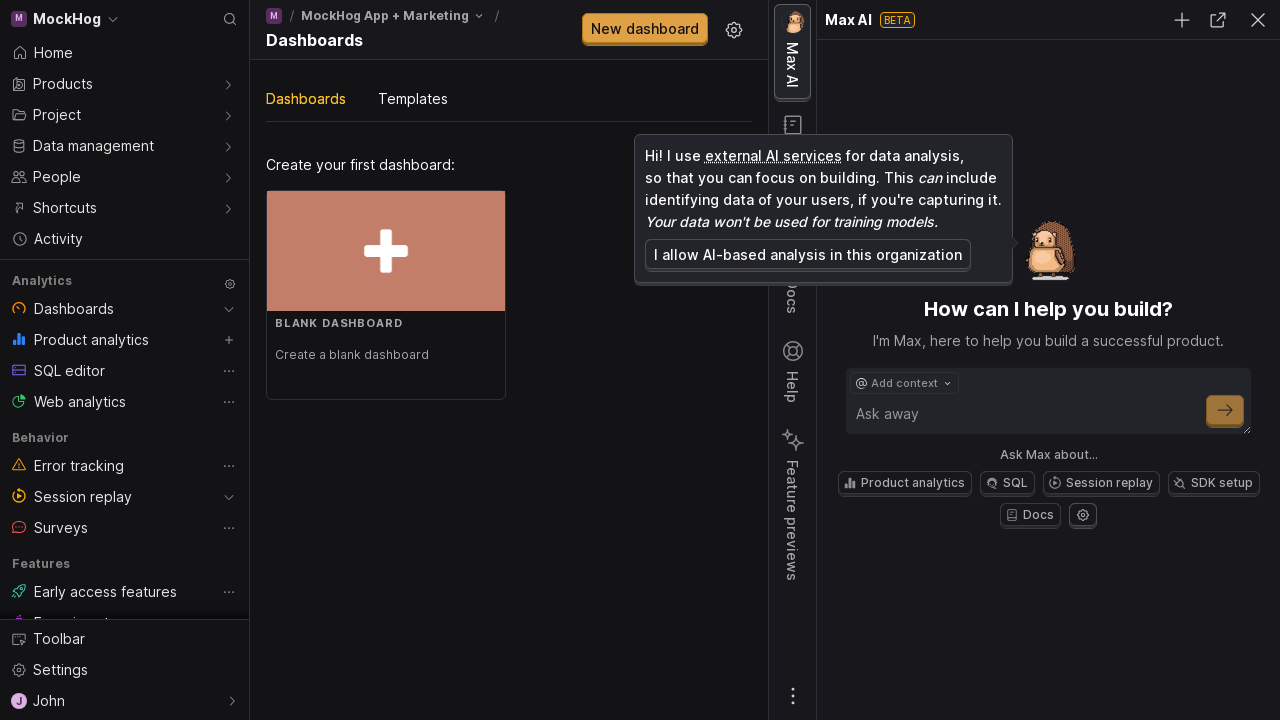 M MockHog
Home
Products
Project
Data management
People
Shortcuts
Activity
Analytics
Dashboards
Product analytics
SQL editor
Web analytics
Behavior
Error tracking
Session replay
Surveys
Features
Early access features
Toolbar
Settings
J John
M / MockHog App + Marketing /
Dashboards
New dashboard
Dashboards Templates
Create your first dashboard:
BLANK DASHBOARD
Create a blank dashboard
Max AI
Docs
Help
Feature previews
Max AI BETA
Hi! I use external AI services for data analysis,
so that you can focus on building. This can include
identifying data of your users, if you're capturing it.
Your data won't be used for training models.
I allow AI-based analysis in this organization
How can I help you build?
I'm Max, here to help you build a successful product.
@ Add context
Ask away
Ask Max about...
Product analytics SQL Session replay SDK setup
Docs